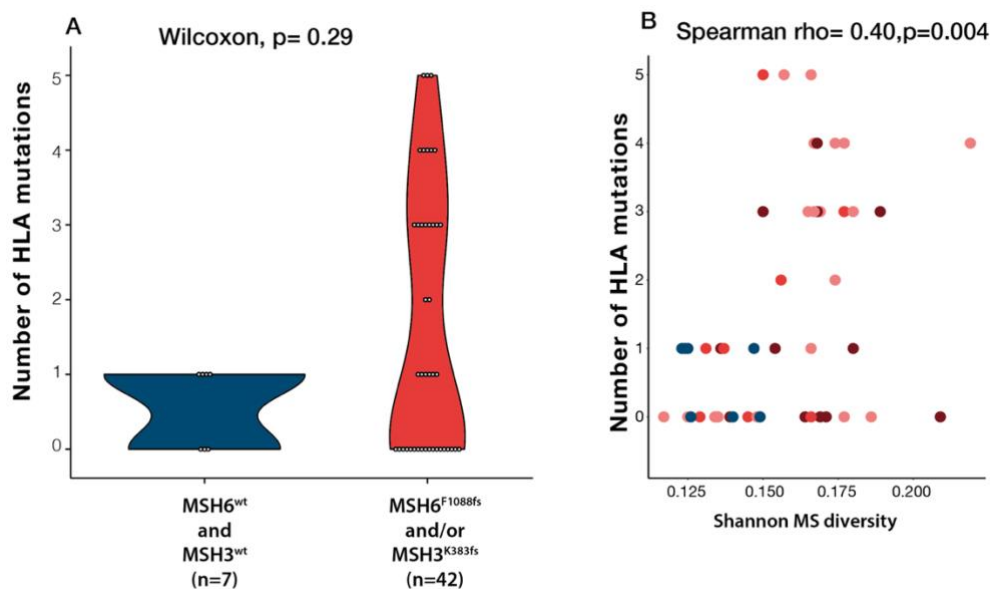 A
Wilcoxon, p= 0.29
Number of HLA mutations
5
4
3
2
1
0
MSH6wt
and
MSH3wt
(n=7)
MSH6F1088fs
and/or
MSH3K383fs
(n=42)
B
Spearman rho= 0.40,p=0.004
Number of HLA mutations
5
4
3
2
1
0
0.125 0.150 0.175 0.200
Shannon MS diversity